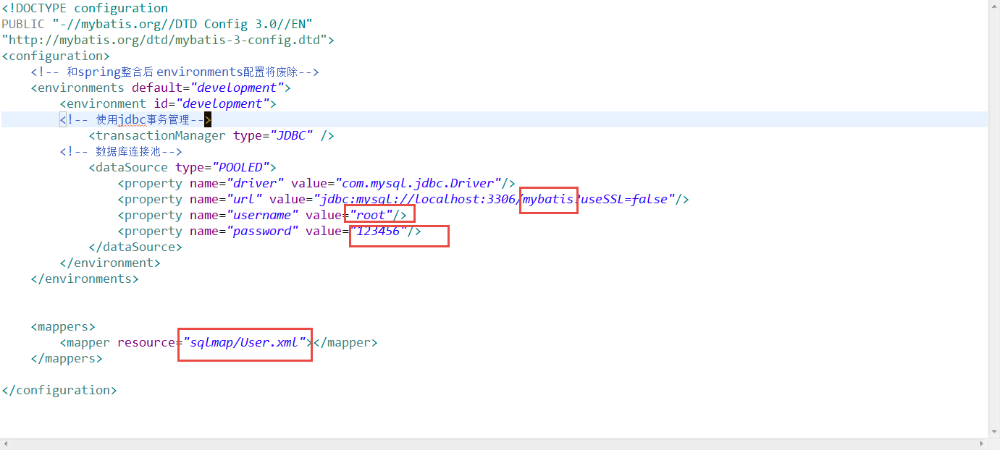 <!DOCTYPE configuration
PUBLIC "-//mybatis.org//DTD Config 3.0//EN"
"http://mybatis.org/dtd/mybatis-3-config.dtd">
<configuration>
    <!-- 和spring整合后 environments配置将废除-->
    <environments default="development">
        <environment id="development">
        <!-- 使用jdbc事务管理-->
            <transactionManager type="JDBC" />
        <!-- 数据库连接池-->
            <dataSource type="POOLED">
                <property name="driver" value="com.mysql.jdbc.Driver"/>
                <property name="url" value="jdbc:mysql://localhost:3306/mybatis?useSSL=false"/>
                <property name="username" value="root"/>
                <property name="password" value="123456"/>
            </dataSource>
        </environment>
    </environments>
    <mappers>
        <mapper resource="sqlmap/User.xml"></mapper>
    </mappers>
</configuration>